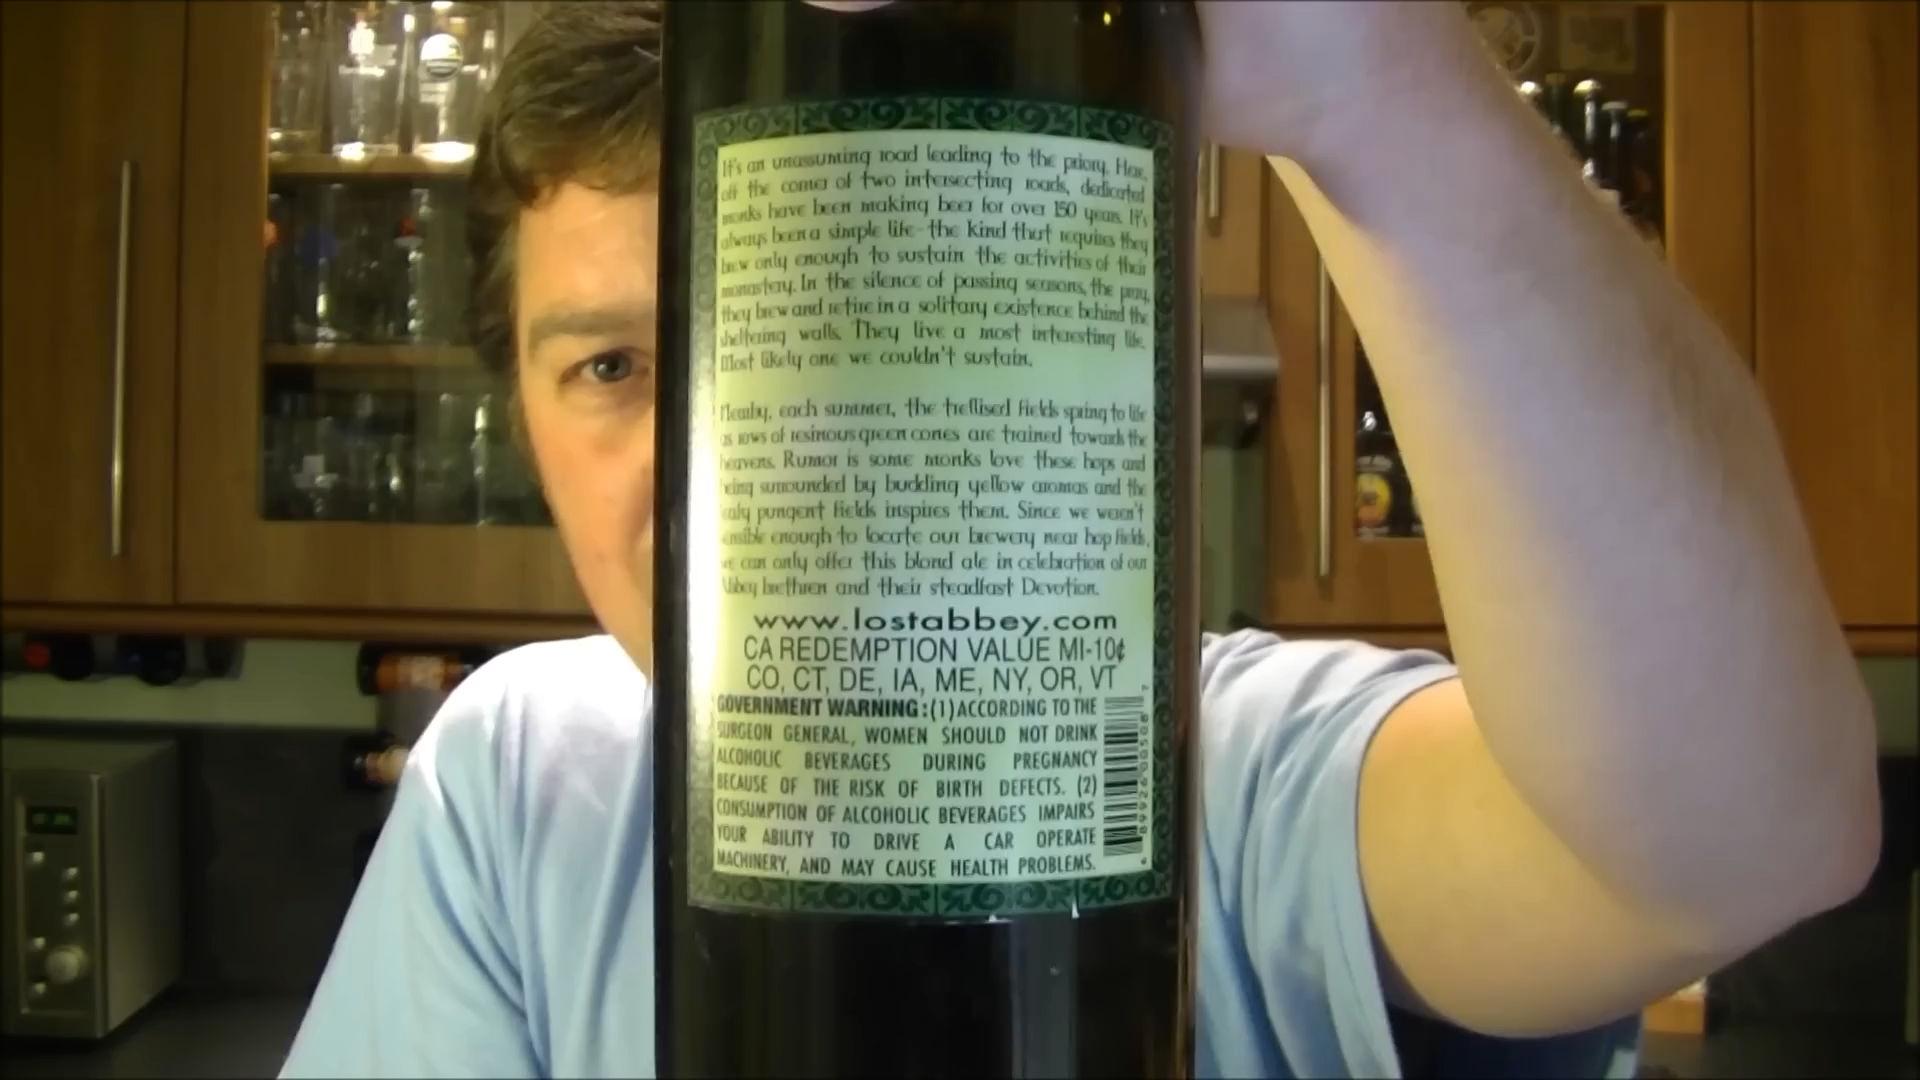 It's an unassuming road leading to the priory. Here,
off the corner of two intersecting roads, dedicated
monks have been making beer for over 150 years. It's
always been a simple life-the kind that requires they
brew only enough to sustain the activities of their
monastary. In the silence of passing seasons, the pray,
they brew and retire in a solitary existence behind the
sheltering walls. They live a most interesting life.
Most likely one we couldn't sustain.
Nearby, each summer, the trellised fields spring to life
as rows of resinous green cones are trained towards the
heavens. Rumor is some monks love these hops and
being surrounded by budding yellow aromas and the
leafy pungent fields inspires them. Since we weren't
sensible enough to locate our brewery near hop fields,
we can only offer this blond ale in celebration of our
Abbey brethren and their steadfast Devotion.
www.lostabbey.com
CA REDEMPTION VALUE MI-10¢
CO, CT, DE, IA, ME, NY, OR, VT
GOVERNMENT WARNING:(1)ACCORDING TO THE
SURGEON GENERAL, WOMEN SHOULD NOT DRINK
ALCOHOLIC BEVERAGES DURING PREGNANCY
BECAUSE OF THE RISK OF BIRTH DEFECTS. (2)
CONSUMPTION OF ALCOHOLIC BEVERAGES IMPAIRS
YOUR ABILITY TO DRIVE A CAR OPERATE
MACHINERY, AND MAY CAUSE HEALTH PROBLEMS.
6 89926 00508 7